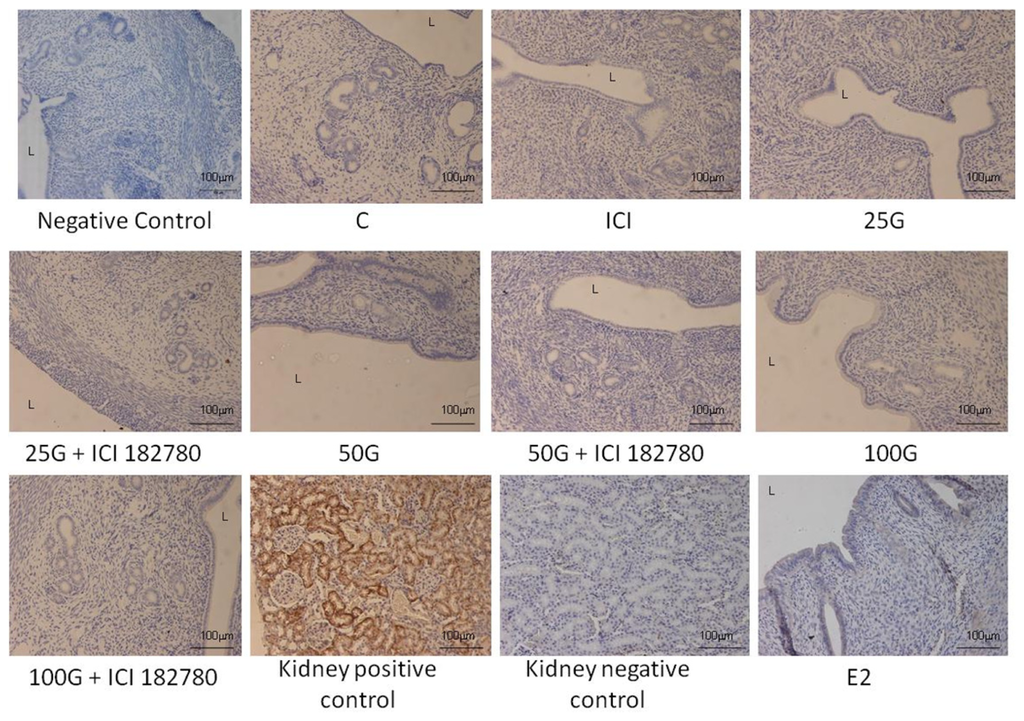 L
100µm
L
100µm
L
100µm
L
100µm
Negative Control
C
ICI
25G
L
100µm
L
100µm
L
100µm
L
100µm
25G + ICI 182780
50G
50G + ICI 182780
100G
L
100µm
100µm
100µm
L
100µm
100G + ICI 182780
Kidney positive
control
Kidney negative
control
E2